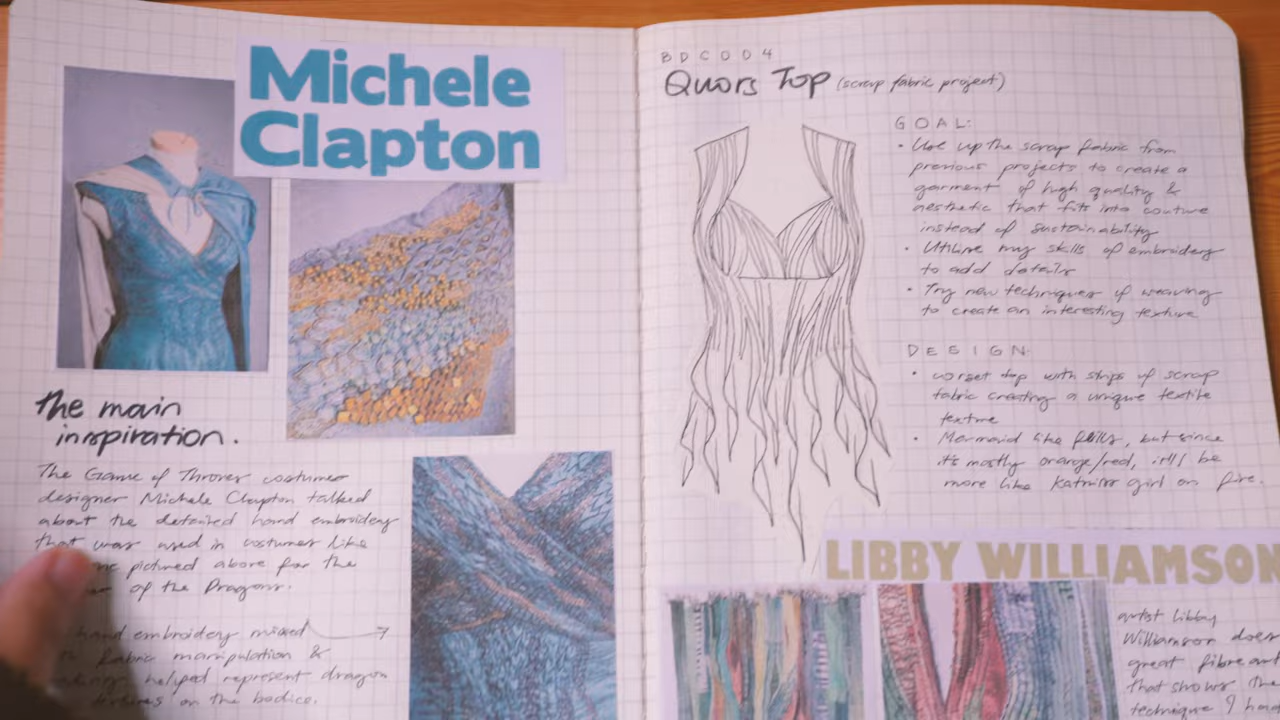 Michele
Clapton
the main
inspiration.
The Game of Thrones costume
designer Michele Clapton talked
about the detailed hand embroidery
that was used in costumes like
pictured above for the
of the Dragons.
hand embroidery mixed
fabric manipulation &
helped represent dragon
on the bodice.
BDC004
Quors Top (scrap fabric project)
GOAL:
• Use up the scrap fabric from
previous projects to create a
garment of high quality &
aesthetic that fits into couture
instead of sustainability
• Utilise my skills of embroidery
to add details
• Try new techniques of weaving
to create an interesting texture
DESIGN:
• corset top with strips of scrap
fabric creating a unique textile
texture
• Mermaid like, but since
it's mostly orange/red, it'll be
more like Katniss girl on fire.
LIBBY WILLIAMSON
artist Libby
Williamson does
great fibre art
that shows the
technique I